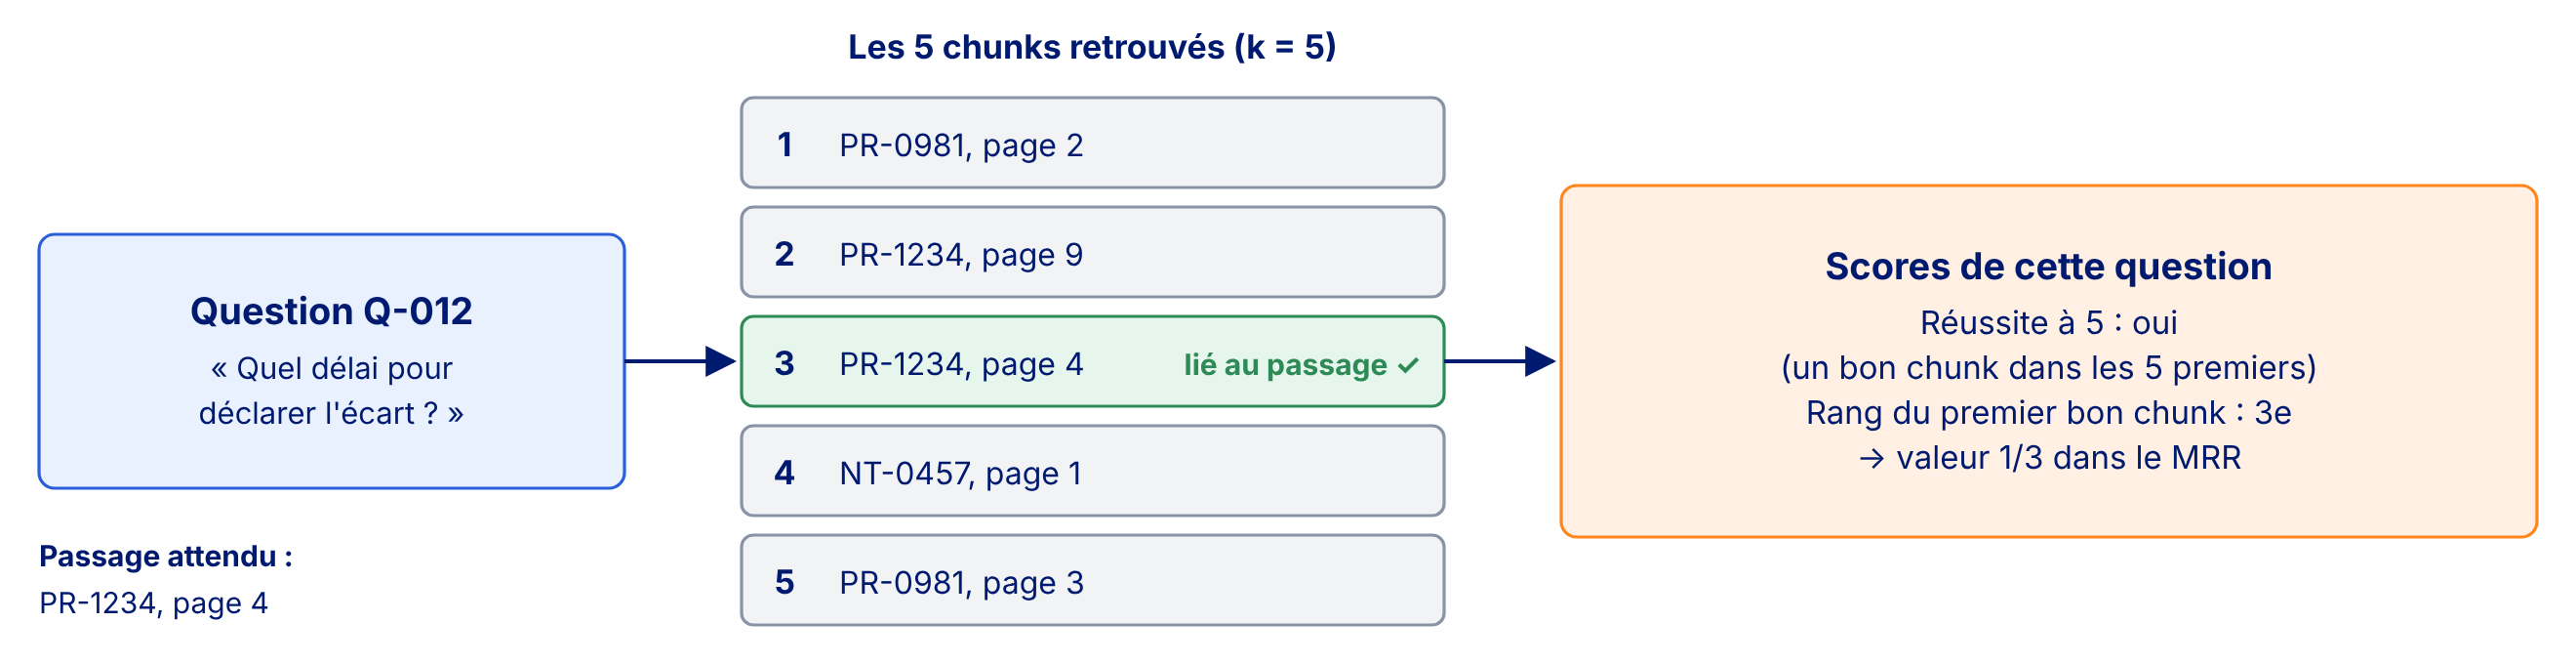 Les 5 chunks retrouvés (k = 5)
Question Q-012
« Quel délai pour
déclarer l'écart ? »
Passage attendu :
PR-1234, page 4
1 PR-0981, page 2
2 PR-1234, page 9
3 PR-1234, page 4 lié au passage ✓
4 NT-0457, page 1
5 PR-0981, page 3
Scores de cette question
Réussite à 5 : oui
(un bon chunk dans les 5 premiers)
Rang du premier bon chunk : 3e
→ valeur 1/3 dans le MRR